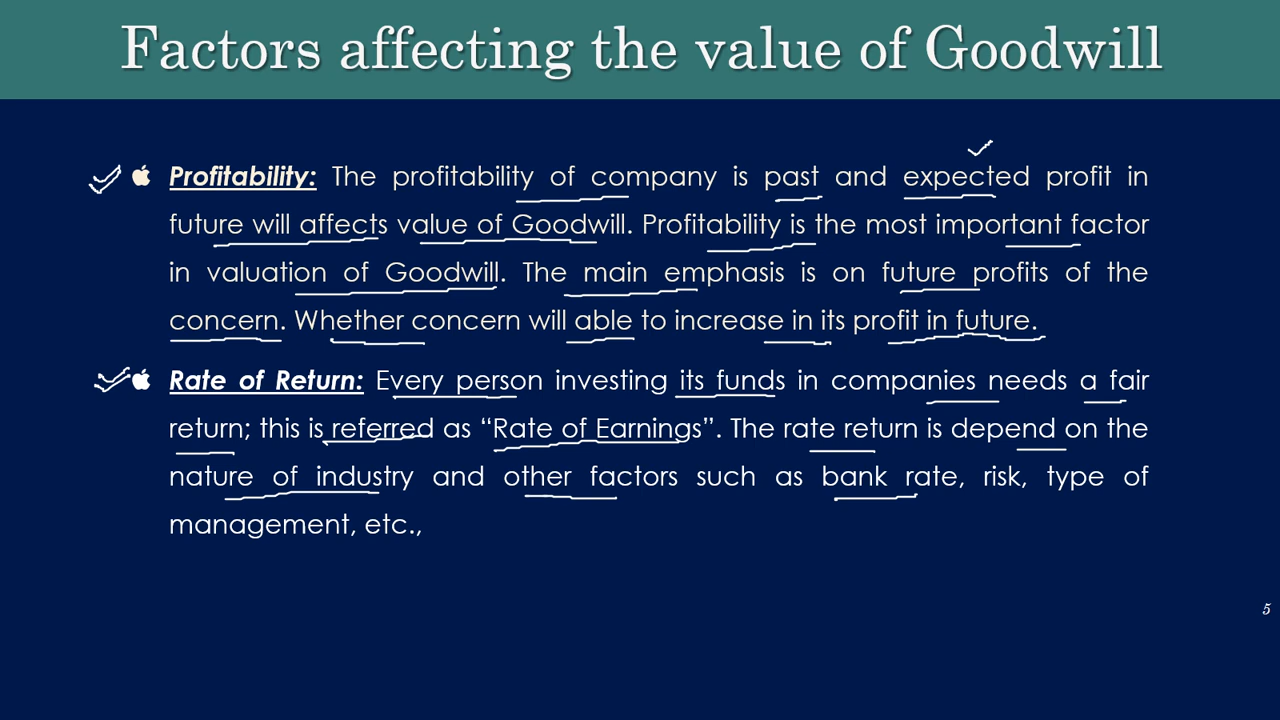 Factors affecting the value of Goodwill
Profitability: The profitability of company is past and expected profit in
future will affects value of Goodwill. Profitability is the most important factor
in valuation of Goodwill. The main emphasis is on future profits of the
concern. Whether concern will able to increase in its profit in future.
Rate of Return: Every person investing its funds in companies needs a fair
return; this is referred as “Rate of Earnings”. The rate return is depend on the
nature of industry and other factors such as bank rate, risk, type of
management, etc.,
5